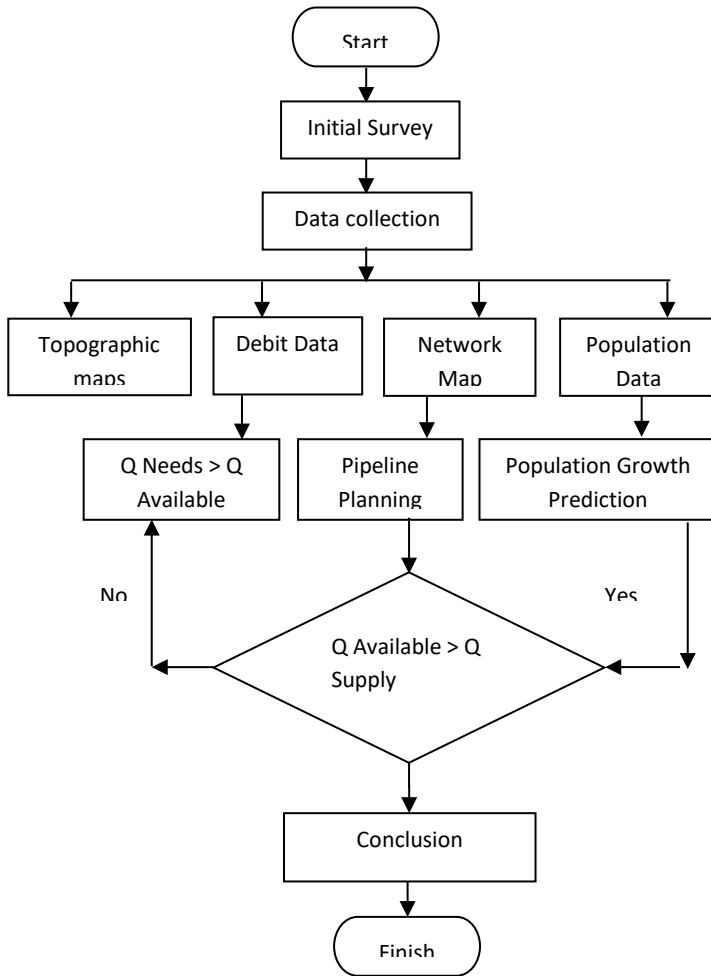 Start
Initial Survey
Data collection
Topographic
maps
Debit Data
Network
Map
Population
Data
Q Needs > Q
Available
Pipeline
Planning
Population Growth
Prediction
No
Yes
Q Available > Q
Supply
Conclusion
Finish